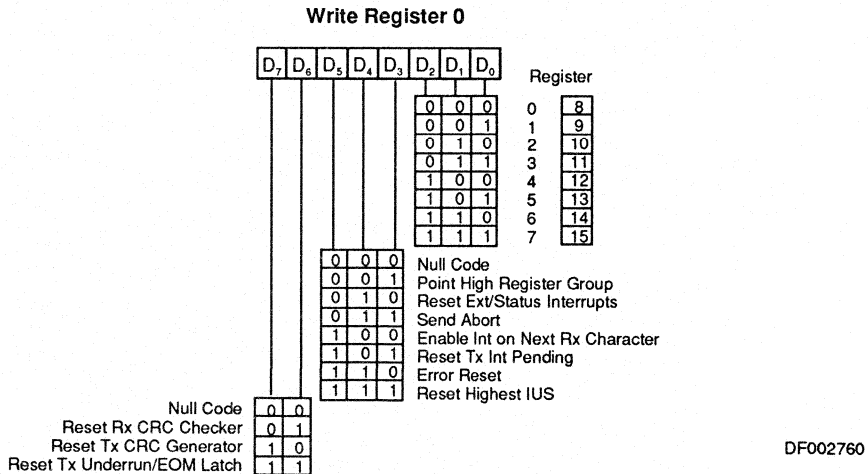 Write Register 0
D7 D6 D5 D4 D3 D2 D1 D0
Register
0 0 0 0 8
0 0 1 1 9
0 1 0 2 10
0 1 1 3 11
1 0 0 4 12
1 0 1 5 13
1 1 0 6 14
1 1 1 7 15
0 0 0 Null Code
0 0 1 Point High Register Group
0 1 0 Reset Ext/Status Interrupts
0 1 1 Send Abort
1 0 0 Enable Int on Next Rx Character
1 0 1 Reset Tx Int Pending
1 1 0 Error Reset
1 1 1 Reset Highest IUS
Null Code 0 0
Reset Rx CRC Checker 0 1
Reset Tx CRC Generator 1 0
Reset Tx Underrun/EOM Latch 1 1
DF002760